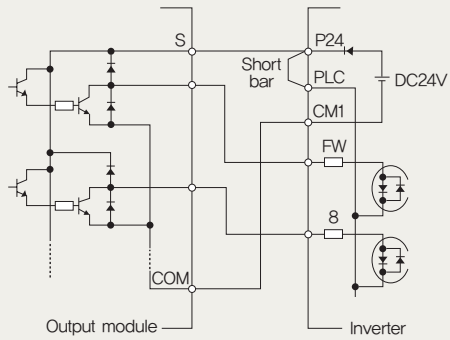 S
P24
Short
bar
PLC
DC24V
CM1
FW
8
COM
Output module
Inverter